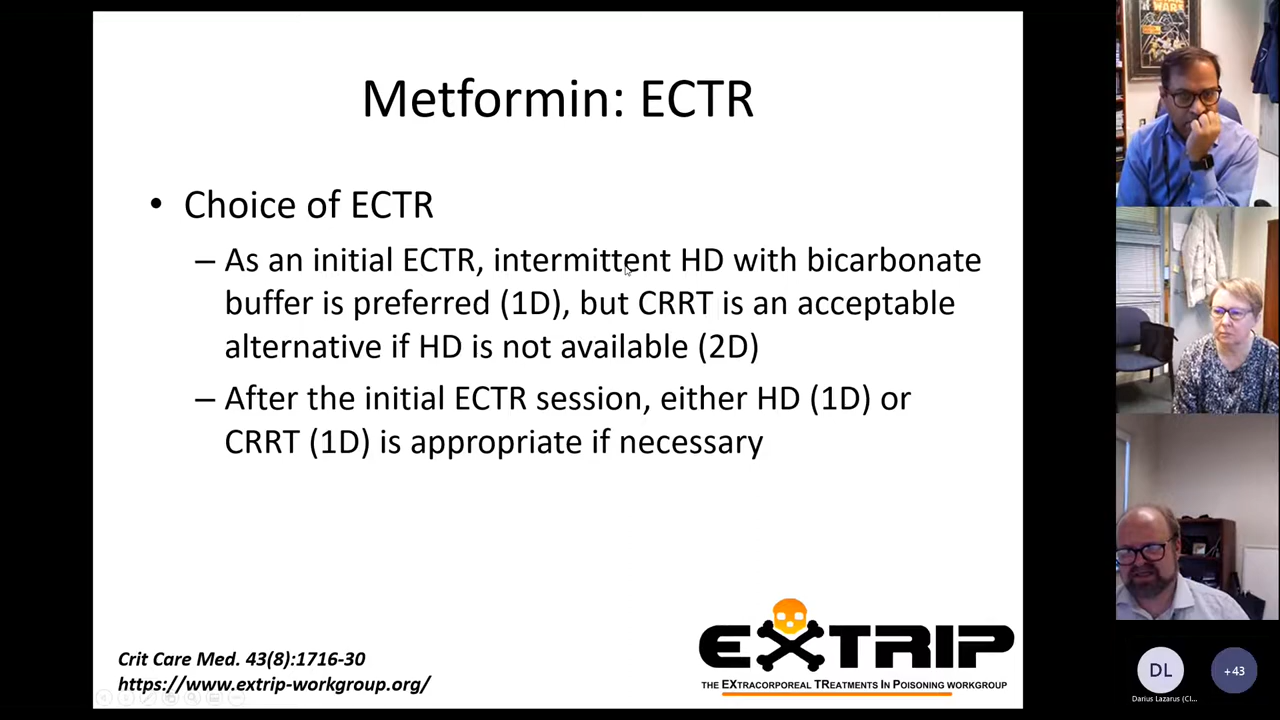 Metformin: ECTR
• Choice of ECTR
– As an initial ECTR, intermittent HD with bicarbonate
buffer is preferred (1D), but CRRT is an acceptable
alternative if HD is not available (2D)
– After the initial ECTR session, either HD (1D) or
CRRT (1D) is appropriate if necessary
Crit Care Med. 43(8):1716-30
https://www.extrip-workgroup.org/
EXTRIP
THE EXTRACORPOREAL TREATMENTS IN POISONING WORKGROUP
WARS
DL
+43
Darius Lazarus (CI...